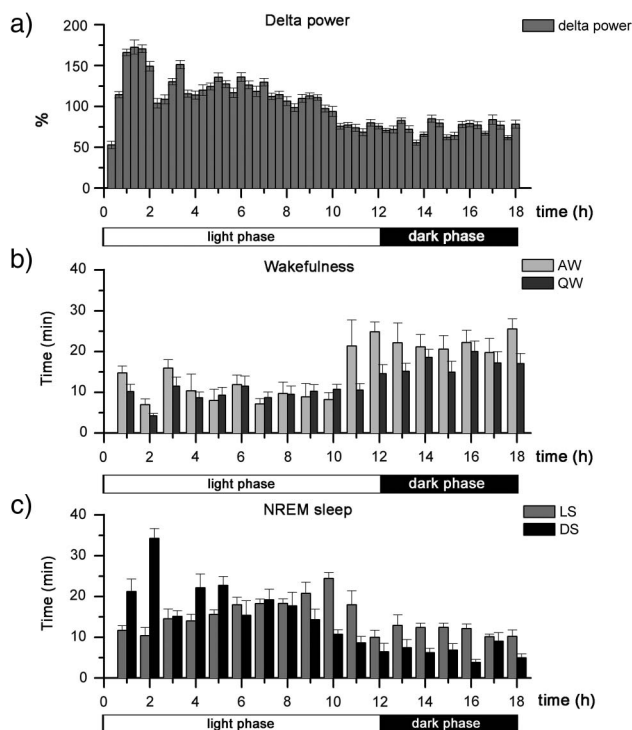 a)
Delta power
delta power
200
150
100
50
0
%
0 2 4 6 8 10 12 14 16 18 time (h)
light phase dark phase
b)
Wakefulness
AW
QW
40
30
20
10
0
Time (min)
0 2 4 6 8 10 12 14 16 18 time (h)
light phase dark phase
c)
NREM sleep
LS
DS
40
30
20
10
0
Time (min)
0 2 4 6 8 10 12 14 16 18 time (h)
light phase dark phase